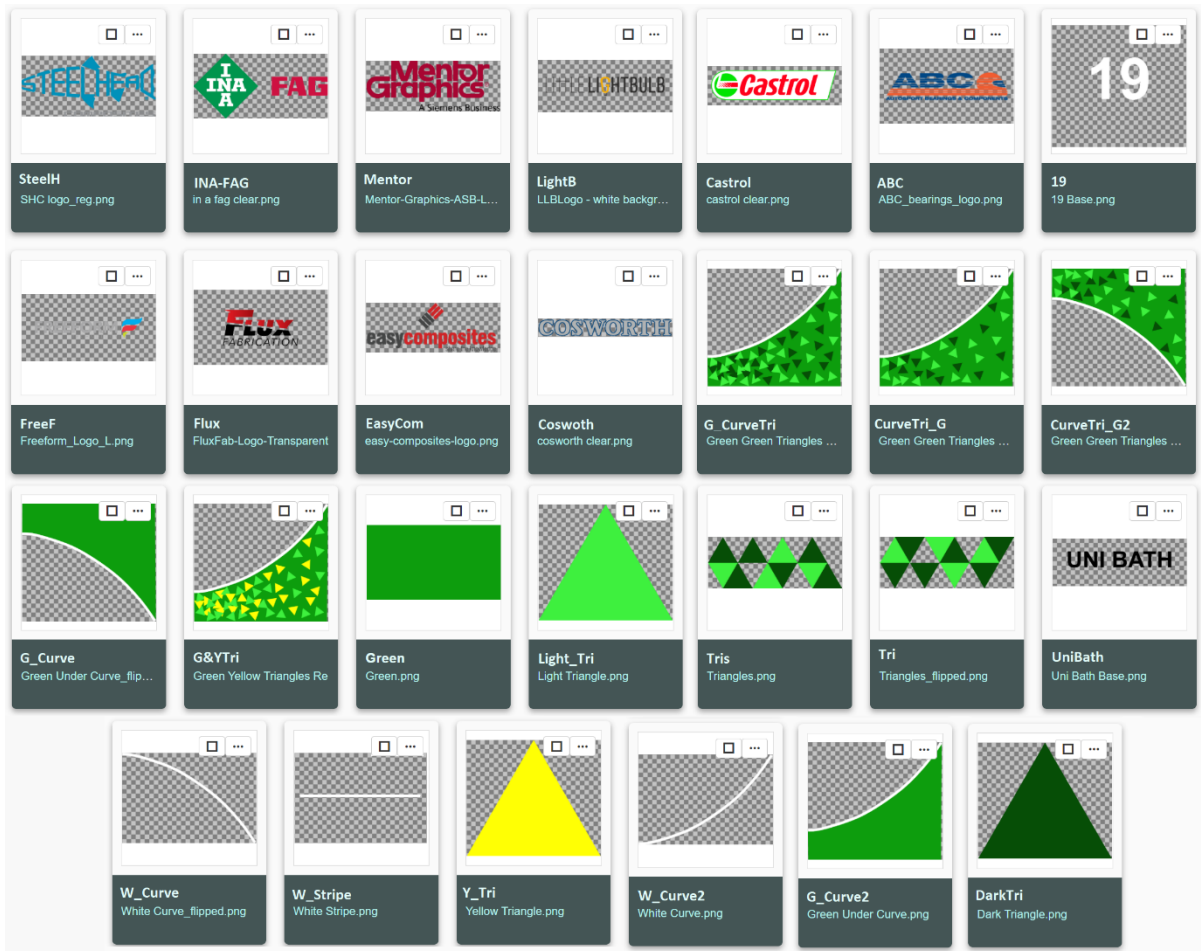 STEELHEAD
INA
INA
FAG
Mentor
Graphics
A Siemens Business
LITTLE LIGHTBULB
Castrol
ABC
19
SteelH
SHC logo_reg.png
INA-FAG
in a fag clear.png
Mentor
Mentor-Graphics-ASB-L...
LightB
LLBLogo - white backgr...
Castrol
castrol clear.png
ABC
ABC_bearings_logo.png
19
19 Base.png
FLUX
FABRICATION
easycomposites
COSWORTH
FreeF
Freeform_Logo_L.png
Flux
FluxFab-Logo-Transparent
EasyCom
easy-composites-logo.png
Coswoth
cosworth clear.png
G_CurveTri
Green Green Triangles ...
CurveTri_G
Green Green Triangles ...
CurveTri_G2
Green Green Triangles ...
UNI BATH
G_Curve
Green Under Curve_flip...
G&YTri
Green Yellow Triangles Re
Green
Green.png
Light_Tri
Light Triangle.png
Tris
Triangles.png
Tri
Triangles_flipped.png
UniBath
Uni Bath Base.png
W_Curve
White Curve_flipped.png
W_Stripe
White Stripe.png
Y_Tri
Yellow Triangle.png
W_Curve2
White Curve.png
G_Curve2
Green Under Curve.png
DarkTri
Dark Triangle.png